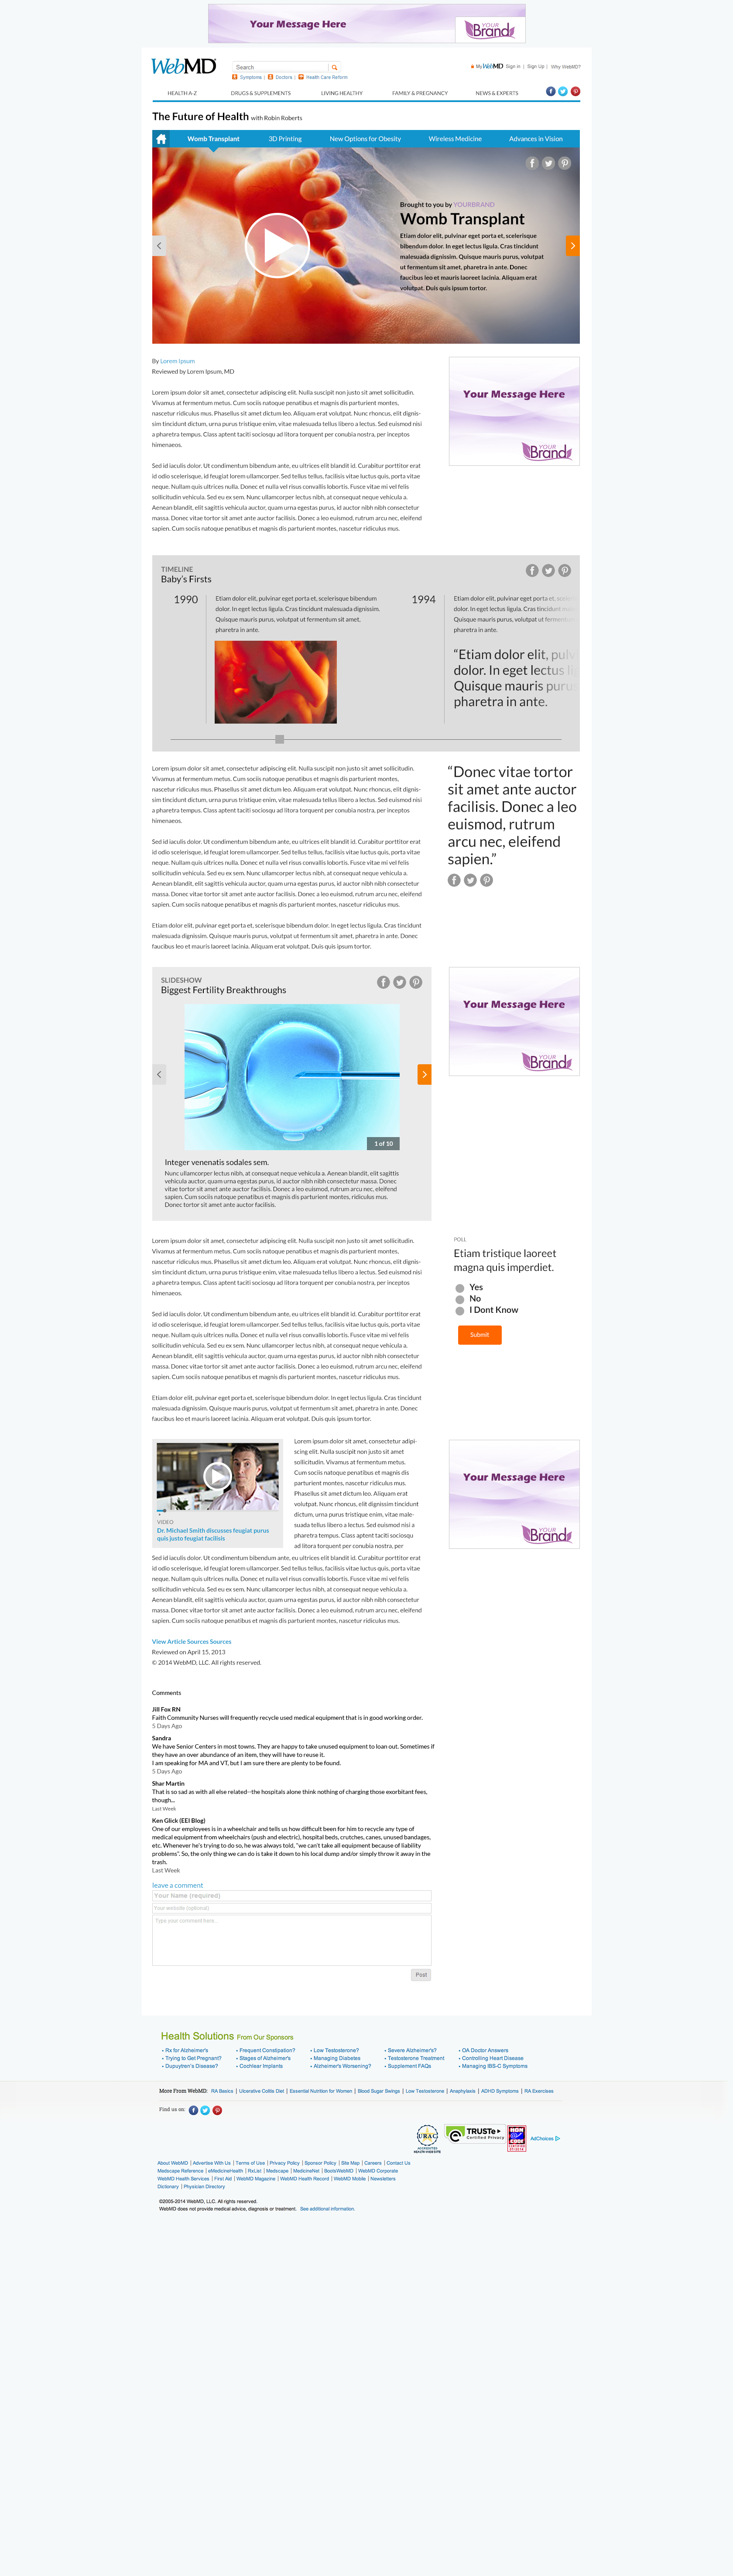 Your Message Here
YOUR Brand
WebMD
Search
Symptoms | Doctors | Health Care Reform
My WebMD Sign in | Sign Up | Why WebMD?
HEALTH A-Z DRUGS & SUPPLEMENTS LIVING HEALTHY FAMILY & PREGNANCY NEWS & EXPERTS
The Future of Health with Robin Roberts
Womb Transplant 3D Printing New Options for Obesity Wireless Medicine Advances in Vision
Brought to you by YOURBRAND
Womb Transplant
Etiam dolor elit, pulvinar eget porta et, scelerisque
bibendum dolor. In eget lectus ligula. Cras tincidunt
malesuada dignissim. Quisque mauris purus, volutpat
ut fermentum sit amet, pharetra in ante. Donec
faucibus leo et mauris laoreet lacinia. Aliquam erat
volutpat. Duis quis ipsum tortor.
By Lorem Ipsum
Reviewed by Lorem Ipsum, MD
Lorem ipsum dolor sit amet, consectetur adipiscing elit. Nulla suscipit non justo sit amet sollicitudin.
Vivamus at fermentum metus. Cum sociis natoque penatibus et magnis dis parturient montes,
nascetur ridiculus mus. Phasellus sit amet dictum leo. Aliquam erat volutpat. Nunc rhoncus, elit dignis-
sim tincidunt dictum, urna purus tristique enim, vitae malesuada tellus libero a lectus. Sed euismod nisi
a pharetra tempus. Class aptent taciti sociosqu ad litora torquent per conubia nostra, per inceptos
himenaeos.
Sed id iaculis dolor. Ut condimentum bibendum ante, eu ultrices elit blandit id. Curabitur porttitor erat
id odio scelerisque, id feugiat lorem ullamcorper. Sed tellus tellus, facilisis vitae luctus quis, porta vitae
neque. Nullam quis ultrices nulla. Donec et nulla vel risus convallis lobortis. Fusce vitae mi vel felis
sollicitudin vehicula. Sed eu ex sem. Nunc ullamcorper lectus nibh, at consequat neque vehicula a.
Aenean blandit, elit sagittis vehicula auctor, quam urna egestas purus, id auctor nibh nibh consectetur
massa. Donec vitae tortor sit amet ante auctor facilisis. Donec a leo euismod, rutrum arcu nec, eleifend
sapien. Cum sociis natoque penatibus et magnis dis parturient montes, nascetur ridiculus mus.
Your Message Here
YOUR Brand
TIMELINE
Baby's Firsts
1990
Etiam dolor elit, pulvinar eget porta et, scelerisque bibendum
dolor. In eget lectus ligula. Cras tincidunt malesuada dignissim.
Quisque mauris purus, volutpat ut fermentum sit amet,
pharetra in ante.
1994
Etiam dolor elit, pulvinar eget porta et,
dolor. In eget lectus ligula. Cras tincidunt
Quisque mauris purus, volutpat ut
pharetra in ante.
“Etiam dolor elit,
dolor. In eget lectus
Quisque mauris
pharetra in ante.
Lorem ipsum dolor sit amet, consectetur adipiscing elit. Nulla suscipit non justo sit amet sollicitudin.
Vivamus at fermentum metus. Cum sociis natoque penatibus et magnis dis parturient montes,
nascetur ridiculus mus. Phasellus sit amet dictum leo. Aliquam erat volutpat. Nunc rhoncus, elit dignis-
sim tincidunt dictum, urna purus tristique enim, vitae malesuada tellus libero a lectus. Sed euismod nisi
a pharetra tempus. Class aptent taciti sociosqu ad litora torquent per conubia nostra, per inceptos
himenaeos.
Sed id iaculis dolor. Ut condimentum bibendum ante, eu ultrices elit blandit id. Curabitur porttitor erat
id odio scelerisque, id feugiat lorem ullamcorper. Sed tellus tellus, facilisis vitae luctus quis, porta vitae
neque. Nullam quis ultrices nulla. Donec et nulla vel risus convallis lobortis. Fusce vitae mi vel felis
sollicitudin vehicula. Sed eu ex sem. Nunc ullamcorper lectus nibh, at consequat neque vehicula a.
Aenean blandit, elit sagittis vehicula auctor, quam urna egestas purus, id auctor nibh nibh consectetur
massa. Donec vitae tortor sit amet ante auctor facilisis. Donec a leo euismod, rutrum arcu nec, eleifend
sapien. Cum sociis natoque penatibus et magnis dis parturient montes, nascetur ridiculus mus.
Etiam dolor elit, pulvinar eget porta et, scelerisque bibendum dolor. In eget lectus ligula. Cras tincidunt
malesuada dignissim. Quisque mauris purus, volutpat ut fermentum sit amet, pharetra in ante. Donec
faucibus leo et mauris laoreet lacinia. Aliquam erat volutpat. Duis quis ipsum tortor.
“Donec vitae tortor
sit amet ante auctor
facilisis. Donec a leo
euismod, rutrum
arcu nec, eleifend
sapien.”
SLIDESHOW
Biggest Fertility Breakthroughs
1 of 10
Integer venenatis sodales sem.
Nunc ullamcorper lectus nibh, at consequat neque vehicula a. Aenean blandit, elit sagittis
vehicula auctor, quam urna egestas purus, id auctor nibh nibh consectetur massa. Donec
vitae tortor sit amet ante auctor facilisis. Donec a leo euismod, rutrum arcu nec, eleifend
sapien. Cum sociis natoque penatibus et magnis dis parturient montes, nascetur ridiculus mus.
Donec tortor sit amet ante auctor facilisis.
Your Message Here
YOUR Brand
Lorem ipsum dolor sit amet, consectetur adipiscing elit. Nulla suscipit non justo sit amet sollicitudin.
Vivamus at fermentum metus. Cum sociis natoque penatibus et magnis dis parturient montes,
nascetur ridiculus mus. Phasellus sit amet dictum leo. Aliquam erat volutpat. Nunc rhoncus, elit dignis-
sim tincidunt dictum, urna purus tristique enim, vitae malesuada tellus libero a lectus. Sed euismod nisi
a pharetra tempus. Class aptent taciti sociosqu ad litora torquent per conubia nostra, per inceptos
himenaeos.
Sed id iaculis dolor. Ut condimentum bibendum ante, eu ultrices elit blandit id. Curabitur porttitor erat
id odio scelerisque, id feugiat lorem ullamcorper. Sed tellus tellus, facilisis vitae luctus quis, porta vitae
neque. Nullam quis ultrices nulla. Donec et nulla vel risus convallis lobortis. Fusce vitae mi vel felis
sollicitudin vehicula. Sed eu ex sem. Nunc ullamcorper lectus nibh, at consequat neque vehicula a.
Aenean blandit, elit sagittis vehicula auctor, quam urna egestas purus, id auctor nibh nibh consectetur
massa. Donec vitae tortor sit amet ante auctor facilisis. Donec a leo euismod, rutrum arcu nec, eleifend
sapien. Cum sociis natoque penatibus et magnis dis parturient montes, nascetur ridiculus mus.
Etiam dolor elit, pulvinar eget porta et, scelerisque bibendum dolor. In eget lectus ligula. Cras tincidunt
malesuada dignissim. Quisque mauris purus, volutpat ut fermentum sit amet, pharetra in ante. Donec
faucibus leo et mauris laoreet lacinia. Aliquam erat volutpat. Duis quis ipsum tortor.
POLL
Etiam tristique laoreet
magna quis imperdiet.
Yes
No
I Dont Know
Submit
VIDEO
Dr. Michael Smith discusses feugiat purus
quis justo feugiat facilisis
Lorem ipsum dolor sit amet, consectetur adipi-
scing elit. Nulla suscipit non justo sit amet
sollicitudin. Vivamus at fermentum metus.
Cum sociis natoque penatibus et magnis dis
parturient montes, nascetur ridiculus mus.
Phasellus sit amet dictum leo. Aliquam erat
volutpat. Nunc rhoncus, elit dignissim tincidunt
dictum, urna purus tristique enim, vitae male-
suada tellus libero a lectus. Sed euismod nisi a
pharetra tempus. Class aptent taciti sociosqu
ad litora torquent per conubia nostra, per
Sed id iaculis dolor. Ut condimentum bibendum ante, eu ultrices elit blandit id. Curabitur porttitor erat
id odio scelerisque, id feugiat lorem ullamcorper. Sed tellus tellus, facilisis vitae luctus quis, porta vitae
neque. Nullam quis ultrices nulla. Donec et nulla vel risus convallis lobortis. Fusce vitae mi vel felis
sollicitudin vehicula. Sed eu ex sem. Nunc ullamcorper lectus nibh, at consequat neque vehicula a.
Aenean blandit, elit sagittis vehicula auctor, quam urna egestas purus, id auctor nibh nibh consectetur
massa. Donec vitae tortor sit amet ante auctor facilisis. Donec a leo euismod, rutrum arcu nec, eleifend
sapien. Cum sociis natoque penatibus et magnis dis parturient montes, nascetur ridiculus mus.
Your Message Here
YOUR Brand
View Article Sources Sources
Reviewed on April 15, 2013
© 2014 WebMD, LLC. All rights reserved.
Comments
Jill Fox RN
Faith Community Nurses will frequently recycle used medical equipment that is in good working order.
5 Days Ago
Sandra
We have Senior Centers in most towns. They are happy to take unused equipment to loan out. Sometimes if
they have an over abundance of an item, they will have to reuse it.
I am speaking for MA and VT, but I am sure there are plenty to be found.
5 Days Ago
Shar Martin
That is so sad as with all else related--the hospitals alone think nothing of charging those exorbitant fees,
though...
Last Week
Ken Glick (EEI Blog)
One of our employees is in a wheelchair and tells us how difficult been for him to recycle any type of
medical equipment from wheelchairs (push and electric), hospital beds, crutches, canes, unused bandages,
etc. Whenever he's trying to do so, he was always told, "we can't take all equipment because of liability
problems". So, the only thing we can do is take it down to his local dump and/or simply throw it away in the
trash.
Last Week
leave a comment
Your Name (required)
Your website (optional)
Type your comment here...
Post
Health Solutions From Our Sponsors
Rx for Alzheimer's Frequent Constipation? Low Testosterone? Severe Alzheimer's? OA Doctor Answers
Trying to Get Pregnant? Stages of Alzheimer's Managing Diabetes Testosterone Treatment Controlling Heart Disease
Dupuytren's Disease? Cochlear Implants Alzheimer's Worsening? Supplement FAQs Managing IBS-C Symptoms
More From WebMD: RA Basics | Ulcerative Colitis Diet | Essential Nutrition for Women | Blood Sugar Swings | Low Testosterone | Anaphylaxis | ADHD Symptoms | RA Exercises
Find us on:
URAC
ACCREDITED
HEALTH WEB SITE
TRUSTe
Certified Privacy
HON CODE
AdChoices
About WebMD | Advertise With Us | Terms of Use | Privacy Policy | Sponsor Policy | Site Map | Careers | Contact Us
Medscape Reference | eMedicineHealth | RxList | Medscape | MedicineNet | BootsWebMD | WebMD Corporate
WebMD Health Services | First Aid | WebMD Magazine | WebMD Health Record | WebMD Mobile | Newsletters
Dictionary | Physician Directory
©2005-2014 WebMD, LLC. All rights reserved.
WebMD does not provide medical advice, diagnosis or treatment. See additional information.